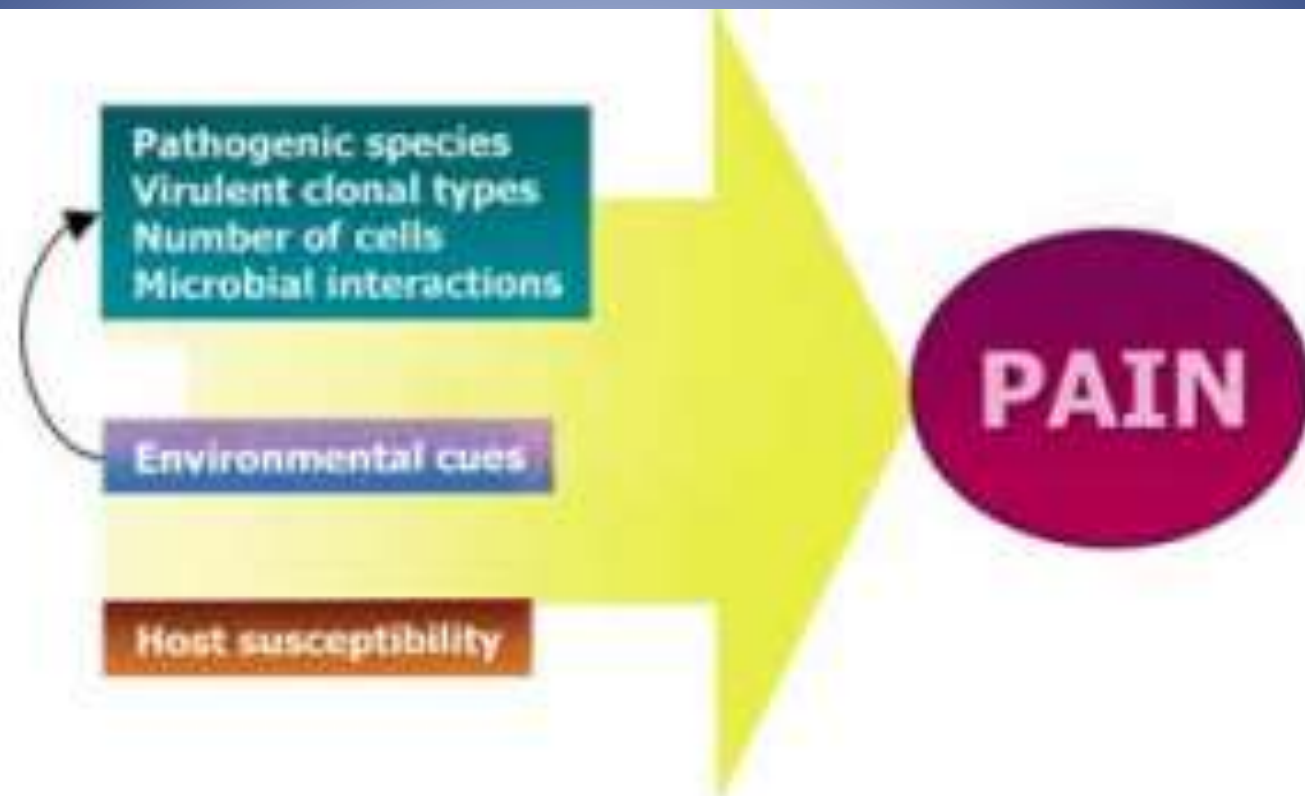 Pathogenic species
Virulent clonal types
Number of cells
Microbial interactions
Environmental cues
Host susceptibility
PAIN